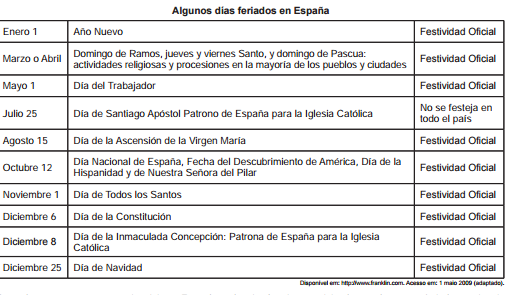 Algunos días feriados en España
Enero 1 Año Nuevo Festividad Oficial
Marzo o Abril Domingo de Ramos, jueves y viernes Santo, y domingo de Pascua: Festividad Oficial
actividades religiosas y procesiones en la mayoría de los pueblos y ciudades
Mayo 1 Día del Trabajador Festividad Oficial
Julio 25 Día de Santiago Apóstol Patrono de España para la Iglesia Católica No se festeja en
todo el país
Agosto 15 Día de la Ascensión de la Virgen María Festividad Oficial
Octubre 12 Día Nacional de España, Fecha del Descubrimiento de América, Día de la Festividad Oficial
Hispanidad y de Nuestra Señora del Pilar
Noviembre 1 Día de Todos los Santos Festividad Oficial
Diciembre 6 Día de la Constitución Festividad Oficial
Diciembre 8 Día de la Inmaculada Concepción: Patrona de España para la Iglesia Festividad Oficial
Católica
Diciembre 25 Día de Navidad Festividad Oficial
Disponível em: http://www.franklin.com. Acesso em: 1 maio 2009 (adaptado).